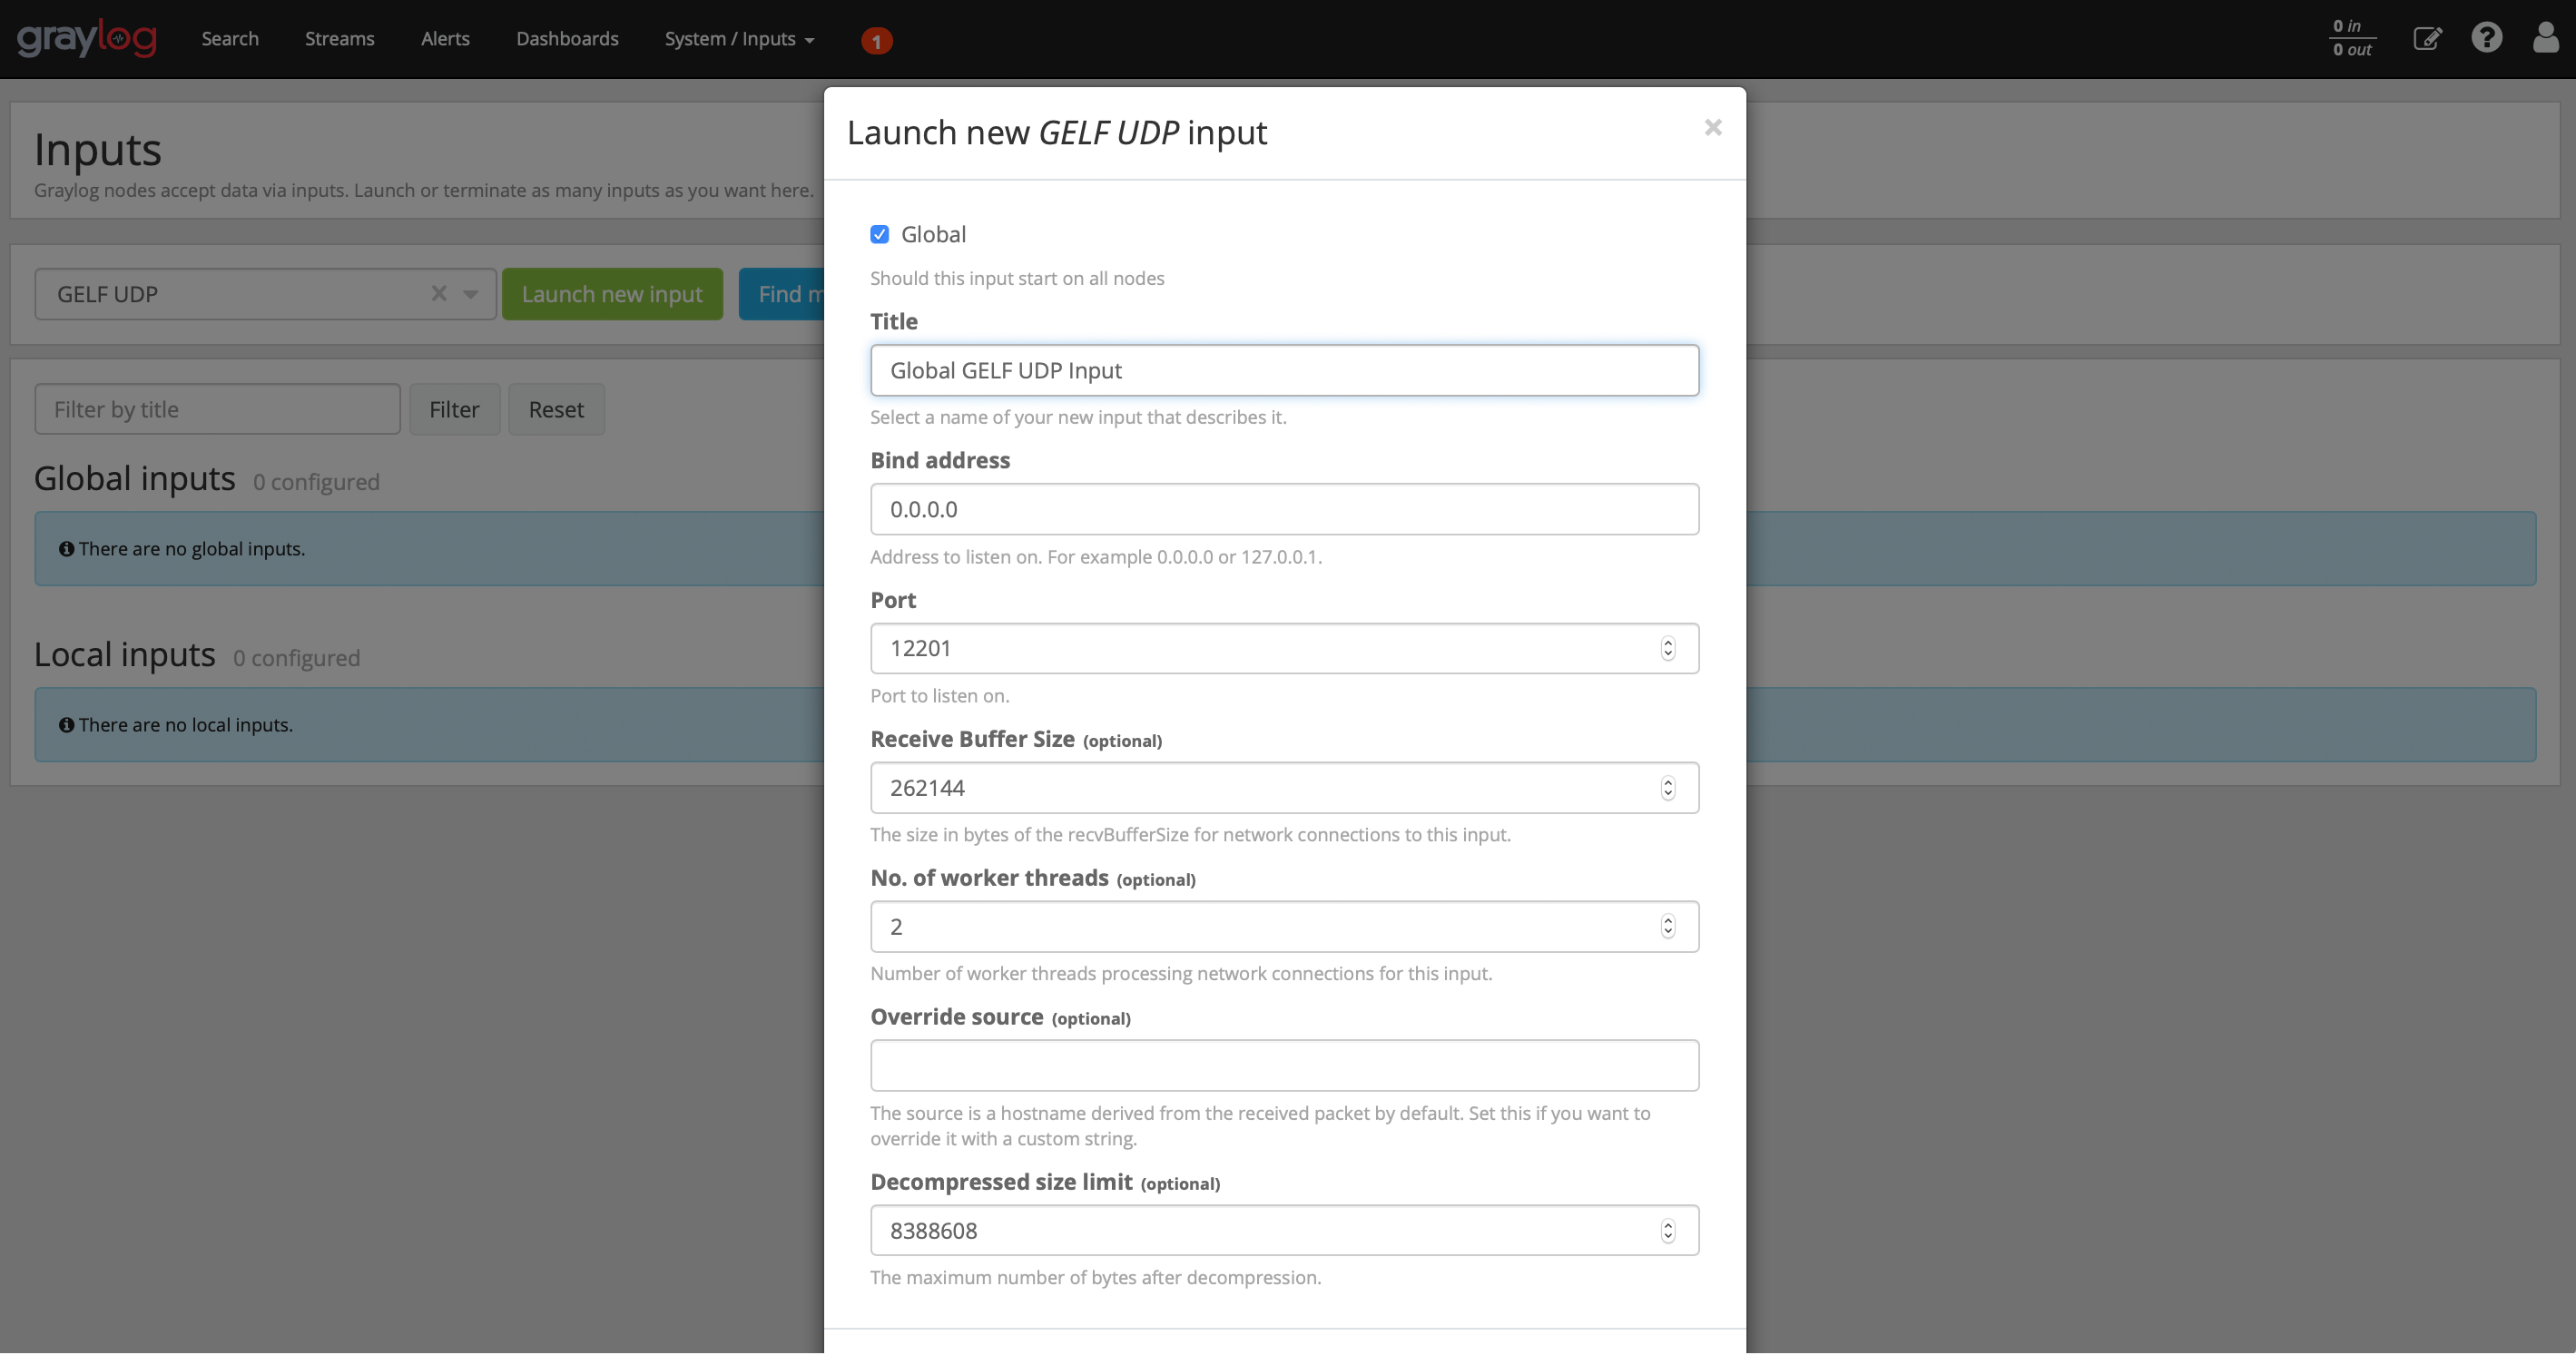 graylog
Search
Streams
Alerts
Dashboards
System / Inputs
1
0 in
0 out
Inputs
Graylog nodes accept data via inputs. Launch or terminate as many inputs as you want here.
GELF UDP
Launch new input
Find m
Filter by title
Filter
Reset
Global inputs 0 configured
There are no global inputs.
Local inputs 0 configured
There are no local inputs.
Launch new GELF UDP input
×
Global
Should this input start on all nodes
Title
Global GELF UDP Input
Select a name of your new input that describes it.
Bind address
0.0.0.0
Address to listen on. For example 0.0.0.0 or 127.0.0.1.
Port
12201
Port to listen on.
Receive Buffer Size (optional)
262144
The size in bytes of the recvBufferSize for network connections to this input.
No. of worker threads (optional)
2
Number of worker threads processing network connections for this input.
Override source (optional)
The source is a hostname derived from the received packet by default. Set this if you want to
override it with a custom string.
Decompressed size limit (optional)
8388608
The maximum number of bytes after decompression.